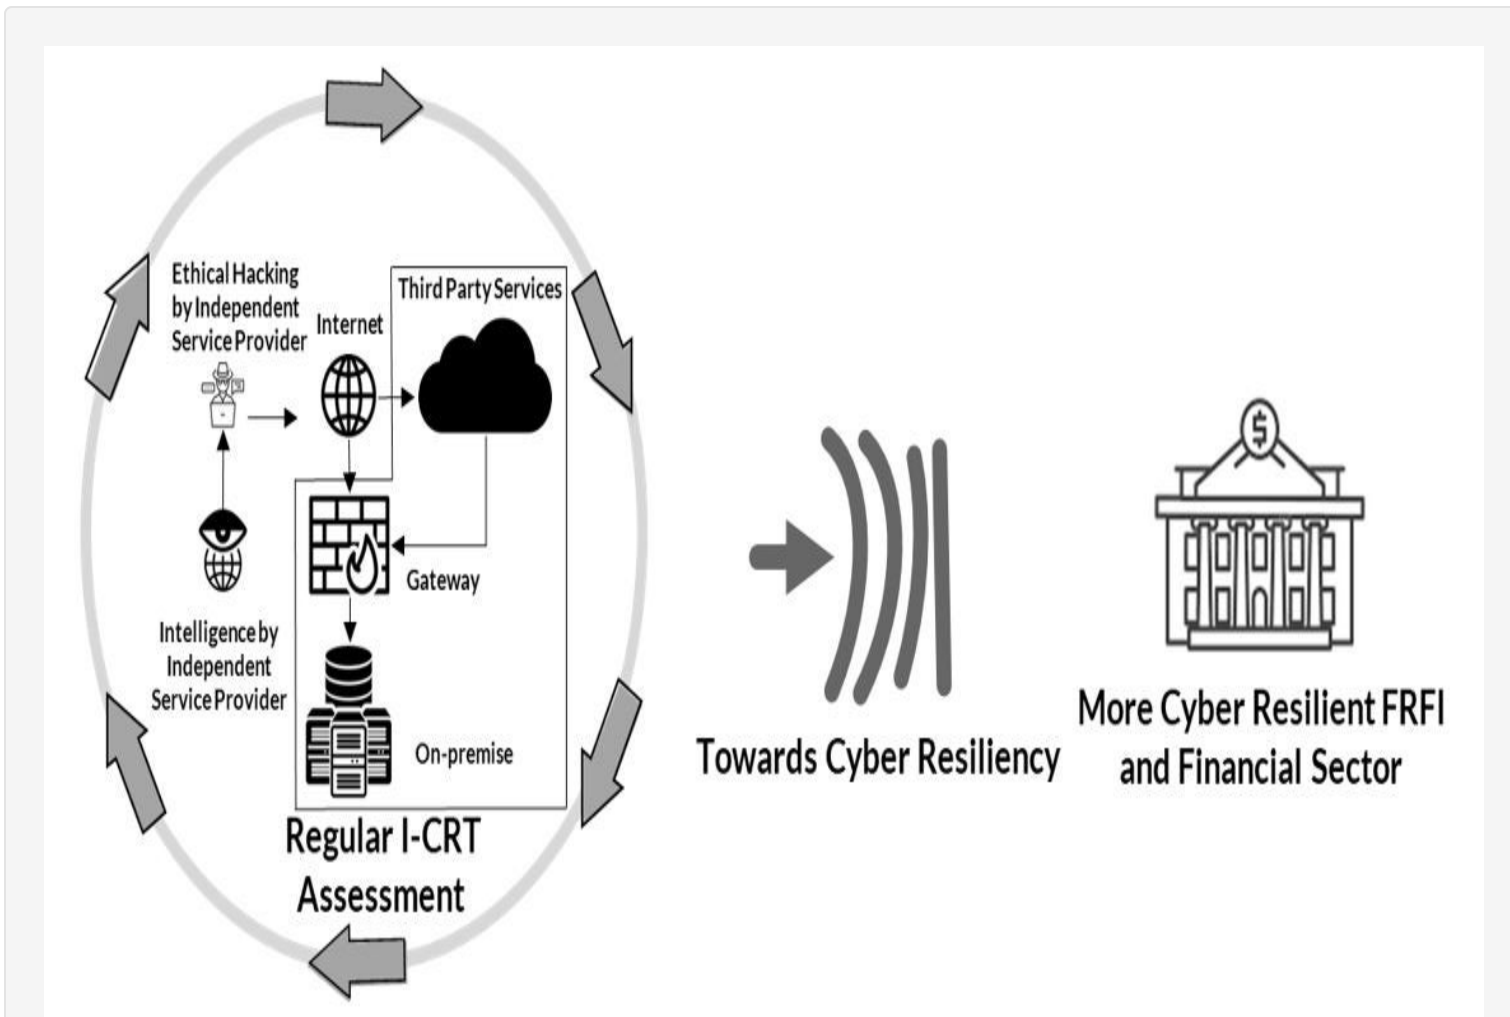 Ethical Hacking
by Independent
Service Provider
Internet
Third Party Services
Gateway
Intelligence by
Independent
Service Provider
On-premise
Regular I-CRT
Assessment
Towards Cyber Resiliency
$
More Cyber Resilient FRFI
and Financial Sector